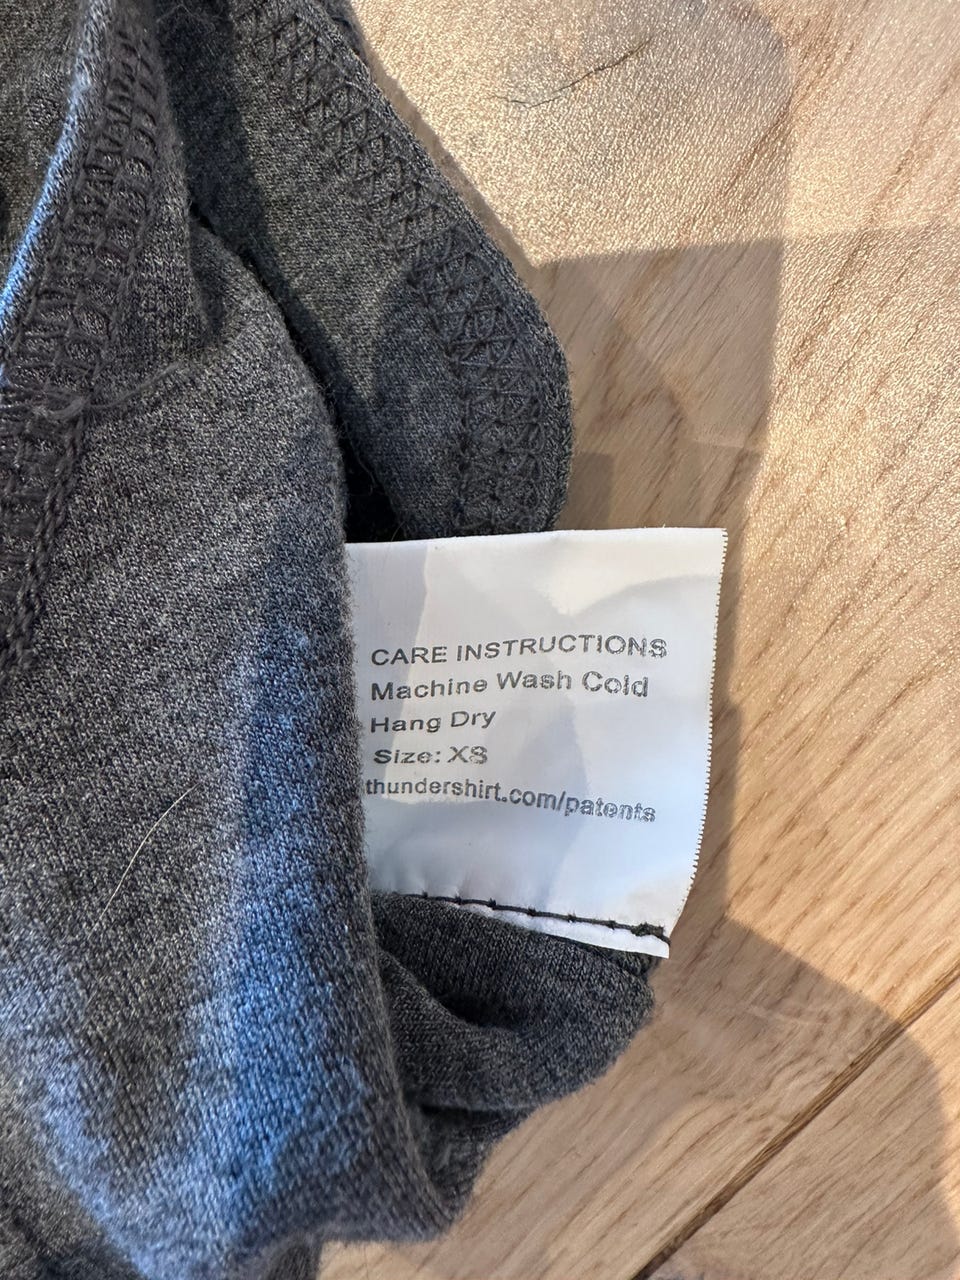 CARE INSTRUCTIONS
Machine Wash Cold
Hang Dry
Size: XS
thundershirt.com/patents